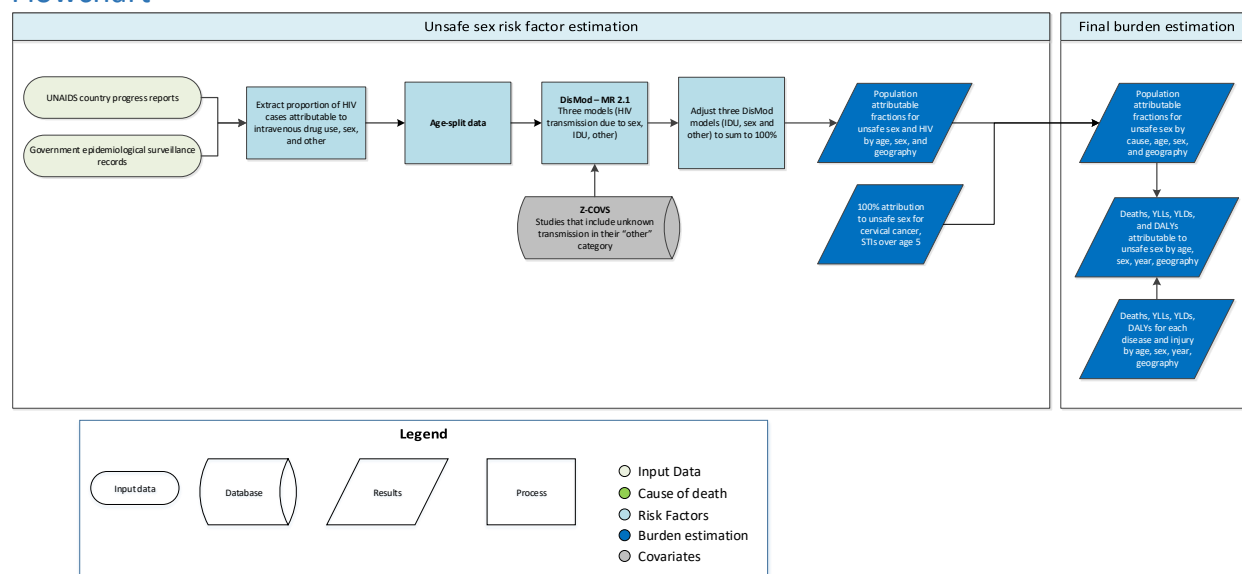 Flowchart
Unsafe sex risk factor estimation
Final burden estimation
UNAIDS country progress reports
Government epidemiological surveillance
records
Extract proportion of HIV
cases attributable to
intravenous drug use, sex,
and other
Age-split data
DisMod – MR 2.1
Three models (HIV
transmission due to sex,
IDU, other)
Adjust three DisMod
models (IDU, sex and
other) to sum to 100%
Population
attributable
fractions for
unsafe sex and HIV
by age, sex, and
geography
Z-COVS
Studies that include unknown
transmission in their "other"
category
100% attribution
to unsafe sex for
cervical cancer,
STIs over age 5
Population
attributable
fractions for
unsafe sex by
cause, age, sex,
and geography
Deaths, YLLs, YLDs,
and DALYs
attributable to
unsafe sex by age,
sex, year, geography
Deaths, YLLs, YLDs,
DALYs for each
disease and injury
by age, sex, year,
geography
Legend
Input data
Database
Results
Process
Input Data
Cause of death
Risk Factors
Burden estimation
Covariates